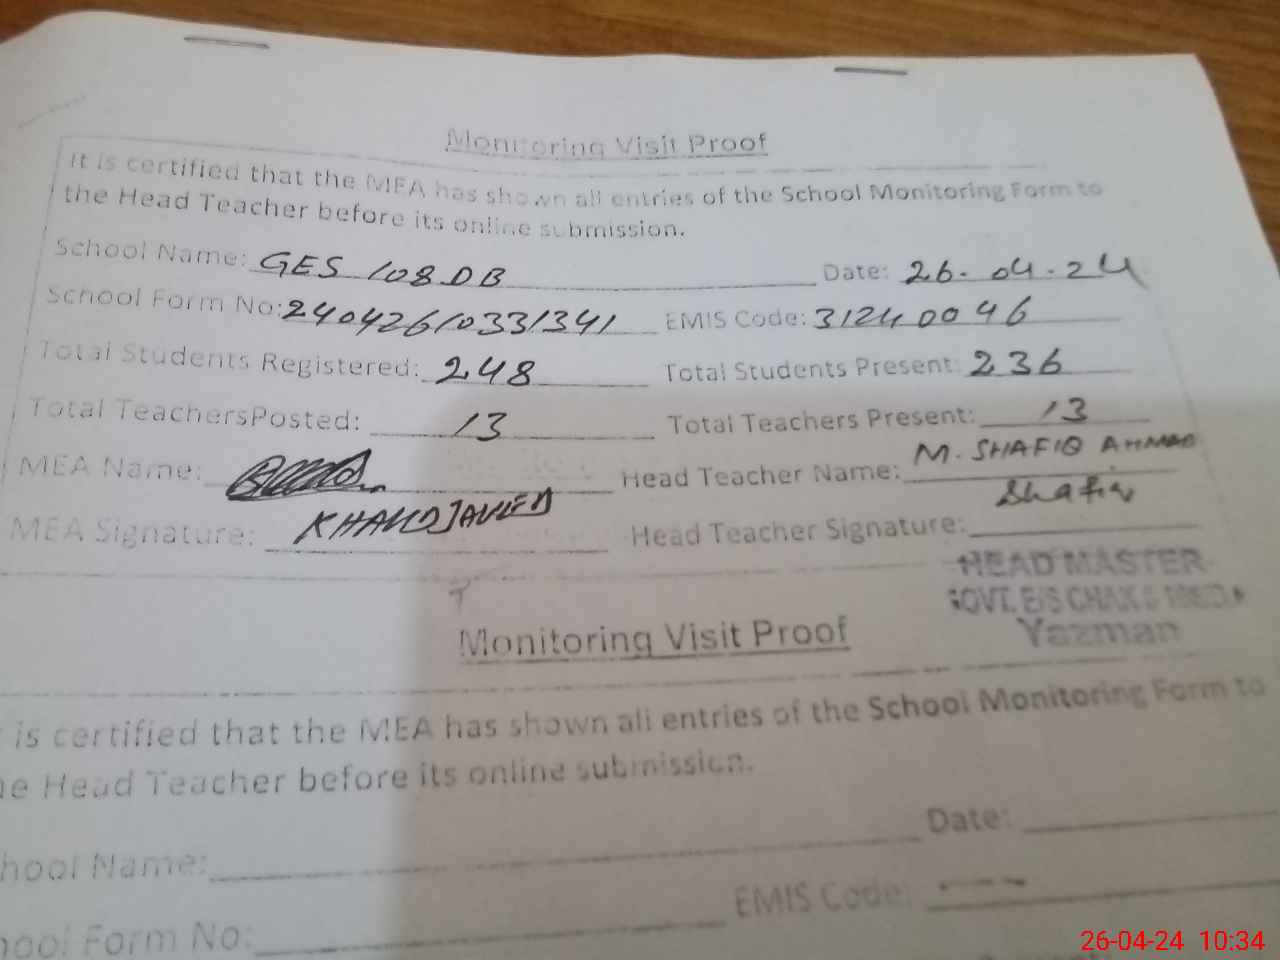 Monitoring Visit Proof
It is certified that the MEA has shown all entries of the School Monitoring Form to
the Head Teacher before its online submission.
School Name: GES 108 DB Date: 26-04-24
School Form No: 24042610331341 EMIS Code: 31240046
Total Students Registered: 248 Total Students Present: 236
Total TeachersPosted: 13 Total Teachers Present: 13
MEA Name: Head Teacher Name: M. SHAFIQ AHMAD
MEA Signature: KHALID JAVED Head Teacher Signature: Shafiq
HEAD MASTER
GOVT. E/S CHAK
Yazman
Monitoring Visit Proof
is certified that the MEA has shown all entries of the School Monitoring Form to
he Head Teacher before its online submission.
hool Name: Date:
hool Form No: EMIS Code:
26-04-24 10:34